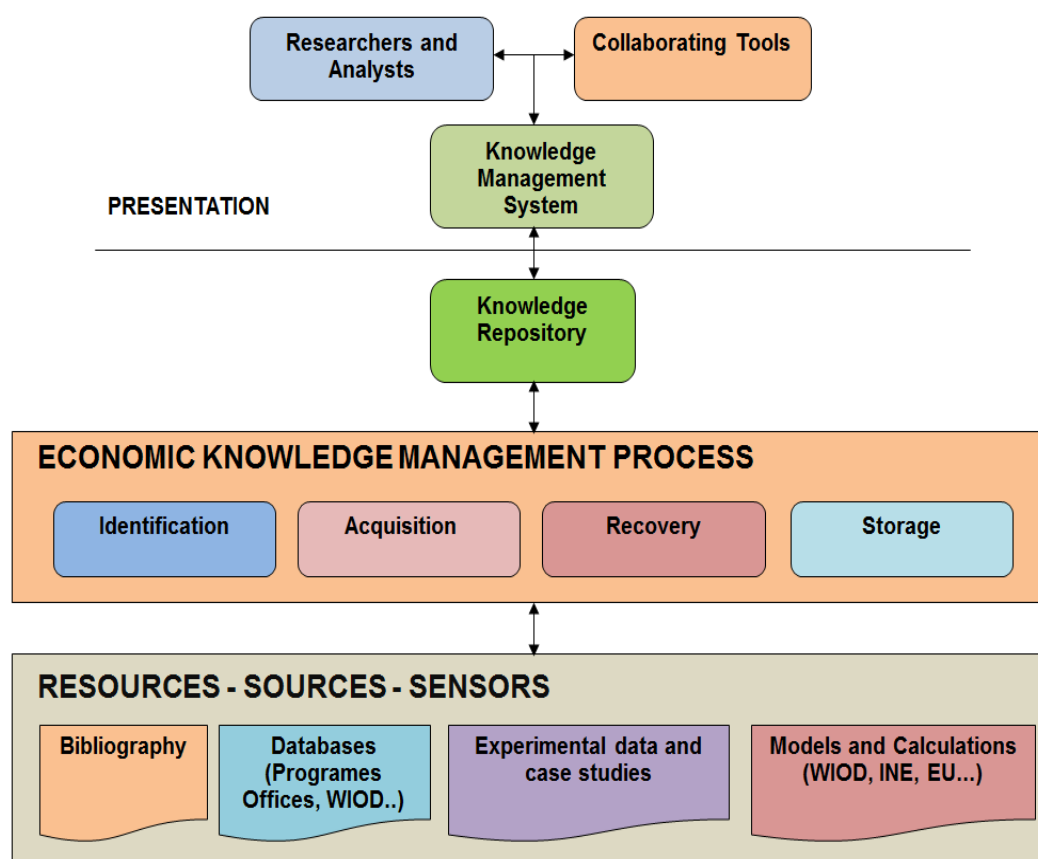 Researchers and
Analysts
Collaborating Tools
Knowledge
Management
System
PRESENTATION
Knowledge
Repository
ECONOMIC KNOWLEDGE MANAGEMENT PROCESS
Identification
Acquisition
Recovery
Storage
RESOURCES - SOURCES - SENSORS
Bibliography
Databases
(Programes
Offices, WIOD..)
Experimental data and
case studies
Models and Calculations
(WIOD, INE, EU...)